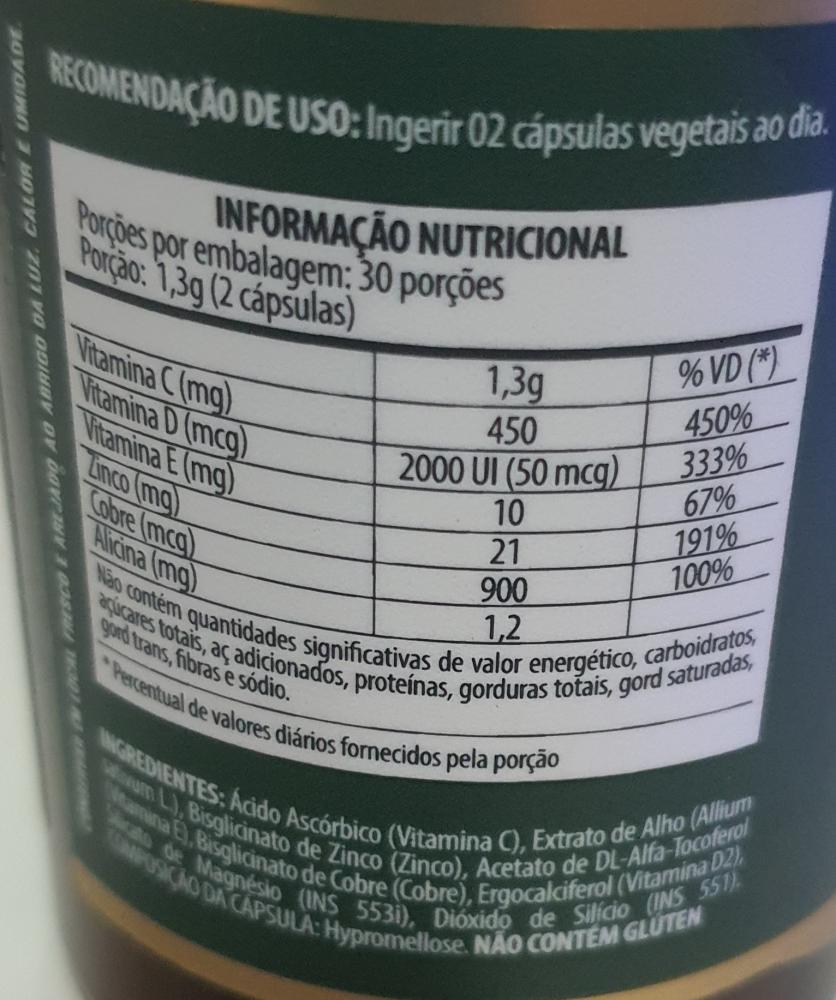 RECOMENDAÇÃO DE USO: Ingerir 02 cápsulas vegetais ao dia.
INFORMAÇÃO NUTRICIONAL
Porções por embalagem: 30 porções
Porção: 1,3g (2 cápsulas)
1,3g % VD (*)
Vitamina C (mg) 450 450%
Vitamina D (mcg) 2000 UI (50 mcg) 333%
Vitamina E (mg) 10 67%
Zinco (mg) 21 191%
Cobre (mcg) 900 100%
Alicina (mg) 1,2
Não contém quantidades significativas de valor energético, carboidratos,
açúcares totais, aç adicionados, proteínas, gorduras totais, gord saturadas,
gord trans, fibras e sódio.
* Percentual de valores diários fornecidos pela porção
INGREDIENTES: Ácido Ascórbico (Vitamina C), Extrato de Alho (Allium
sativum L.), Bisglicinato de Zinco (Zinco), Acetato de DL-Alfa-Tocoferol
(Vitamina E), Bisglicinato de Cobre (Cobre), Ergocalciferol (Vitamina D2),
Silicato de Magnésio (INS 553i), Dióxido de Silício (INS 551).
COMPOSIÇÃO DA CÁPSULA: Hypromellose. NÃO CONTÉM GLÚTEN
EM LOCAL FRESCO E AREJADO AO ABRIGO DA LUZ, CALOR E UMIDADE.